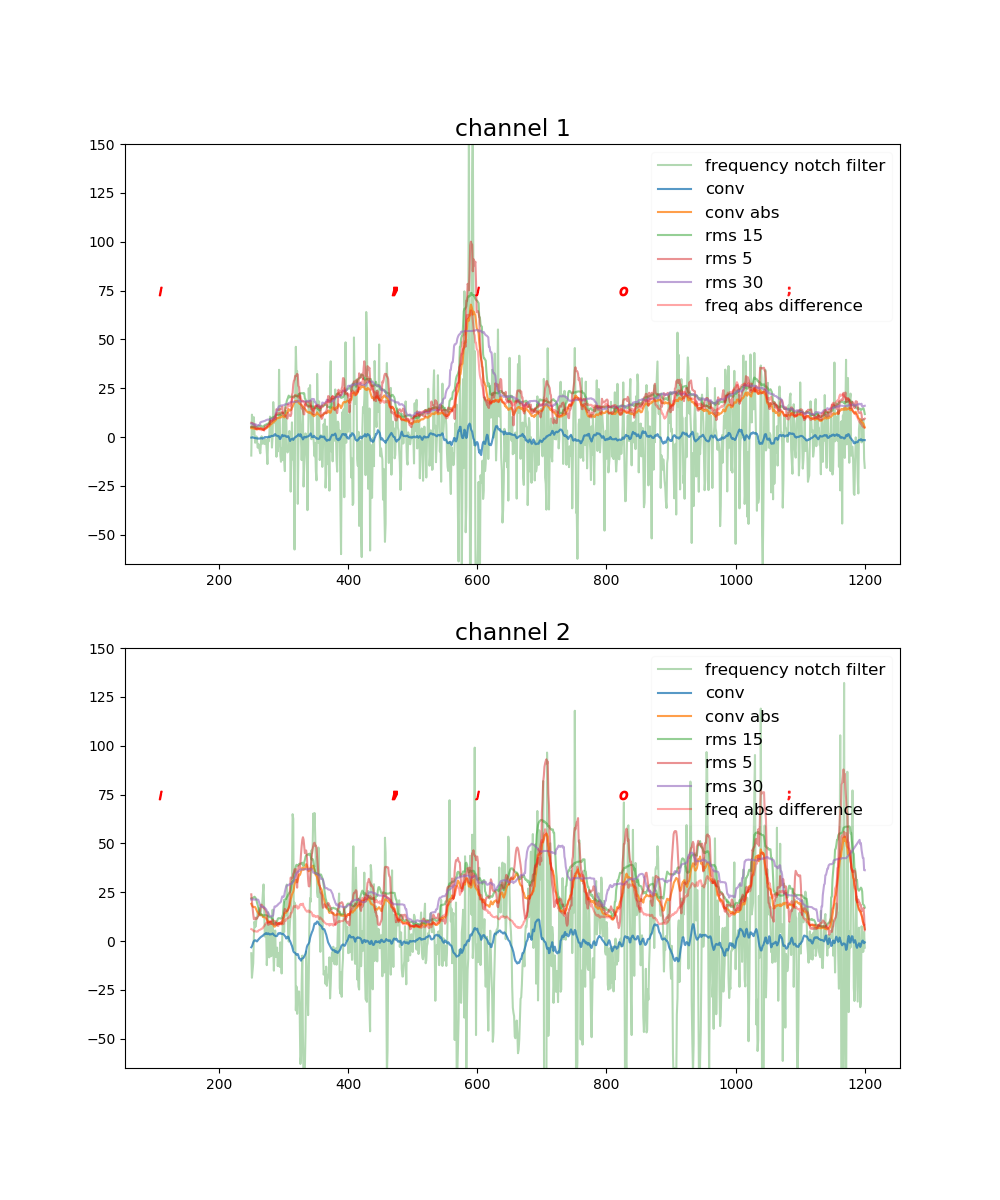 channel 1
150
125
100
75
50
25
0
−25
−50
200 400 600 800 1000 1200
frequency notch filter
conv
conv abs
rms 15
rms 5
rms 30
freq abs difference
o
;
channel 2
150
125
100
75
50
25
0
−25
−50
200 400 600 800 1000 1200
frequency notch filter
conv
conv abs
rms 15
rms 5
rms 30
freq abs difference
o
;